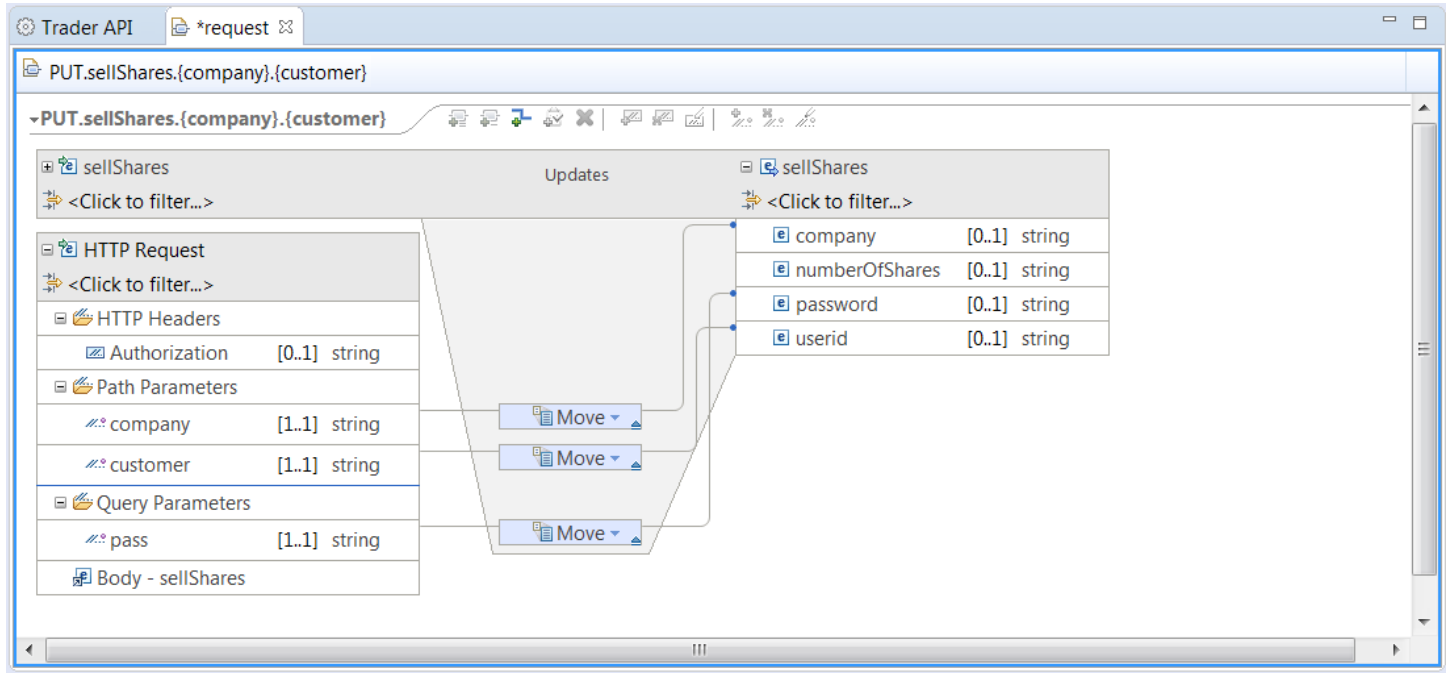 Trader API *request
PUT.sellShares.{company}.{customer}
PUT.sellShares.{company}.{customer}
sellShares Updates sellShares
<Click to filter...> <Click to filter...>
company [0..1] string
HTTP Request
numberOfShares [0..1] string
<Click to filter...>
password [0..1] string
HTTP Headers
userid [0..1] string
Authorization [0..1] string
Path Parameters
company [1..1] string Move
customer [1..1] string Move
Query Parameters
pass [1..1] string Move
Body - sellShares